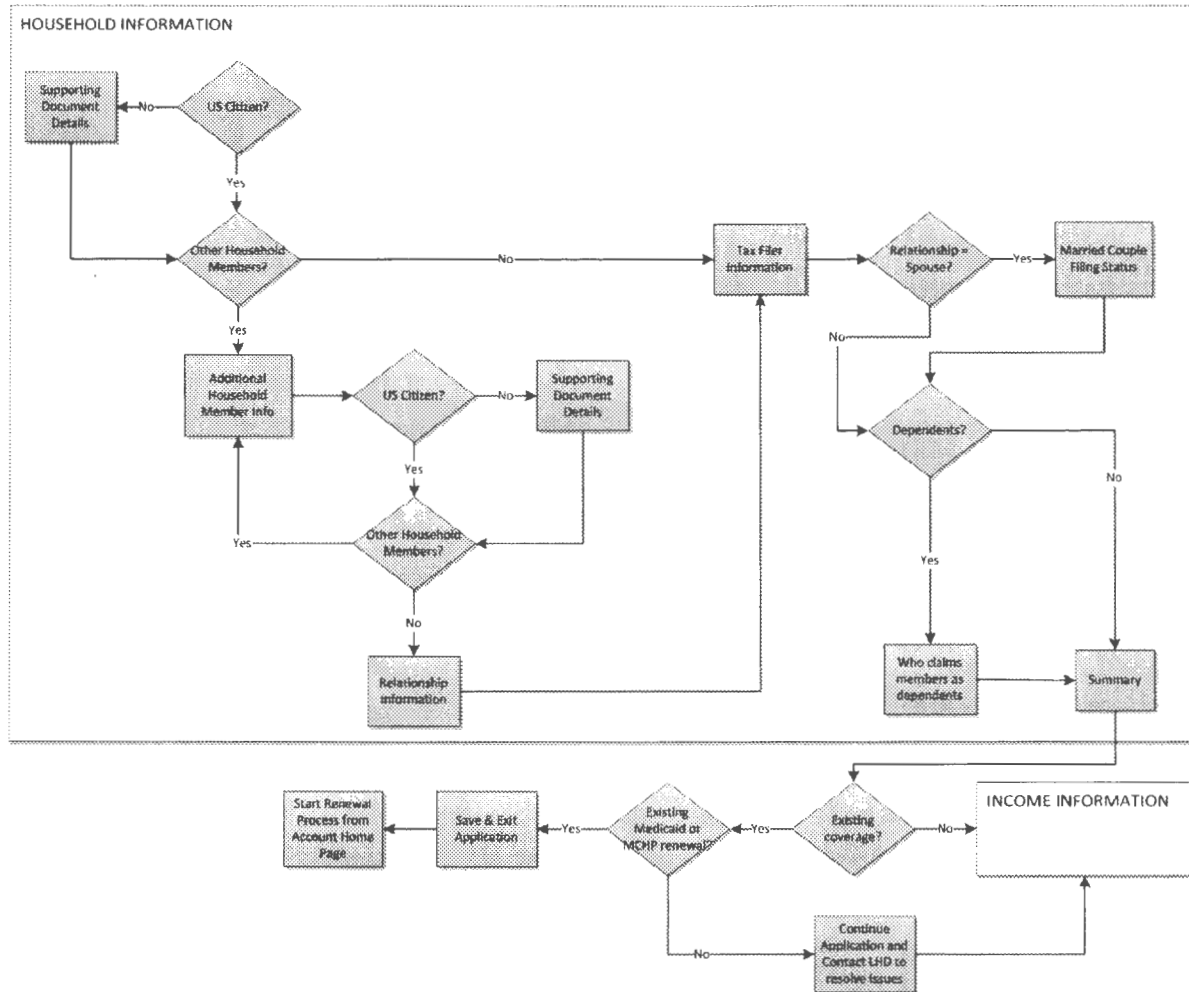 HOUSEHOLD INFORMATION
Supporting
Document
Details
No
US Citizen?
Yes
Other Household
Members?
No
Tax Filer
Information
Relationship =
Spouse?
Yes
Married Couple
Filing Status
Yes
No
Additional
Household
Member Info
US Citizen?
No
Supporting
Document
Details
Dependents?
Yes
No
Other Household
Members?
Yes
Yes
No
Relationship
Information
Who claims
members as
dependents
Summary
Start Renewal
Process from
Account Home
Page
Save & Exit
Application
Yes
Existing
Medicaid or
MCHP renewal?
Yes
Existing
coverage?
No
INCOME INFORMATION
No
Continue
Application and
Contact LHD to
resolve issues